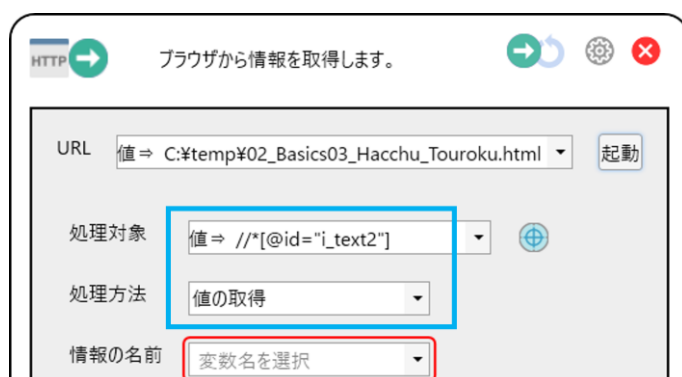 HTTP ブラウザから情報を取得します。
URL 値⇒ C:¥temp¥02_Basics03_Hacchu_Touroku.html 起動
処理対象 値⇒ //*[@id="i_text2"]
処理方法 値の取得
情報の名前 変数名を選択